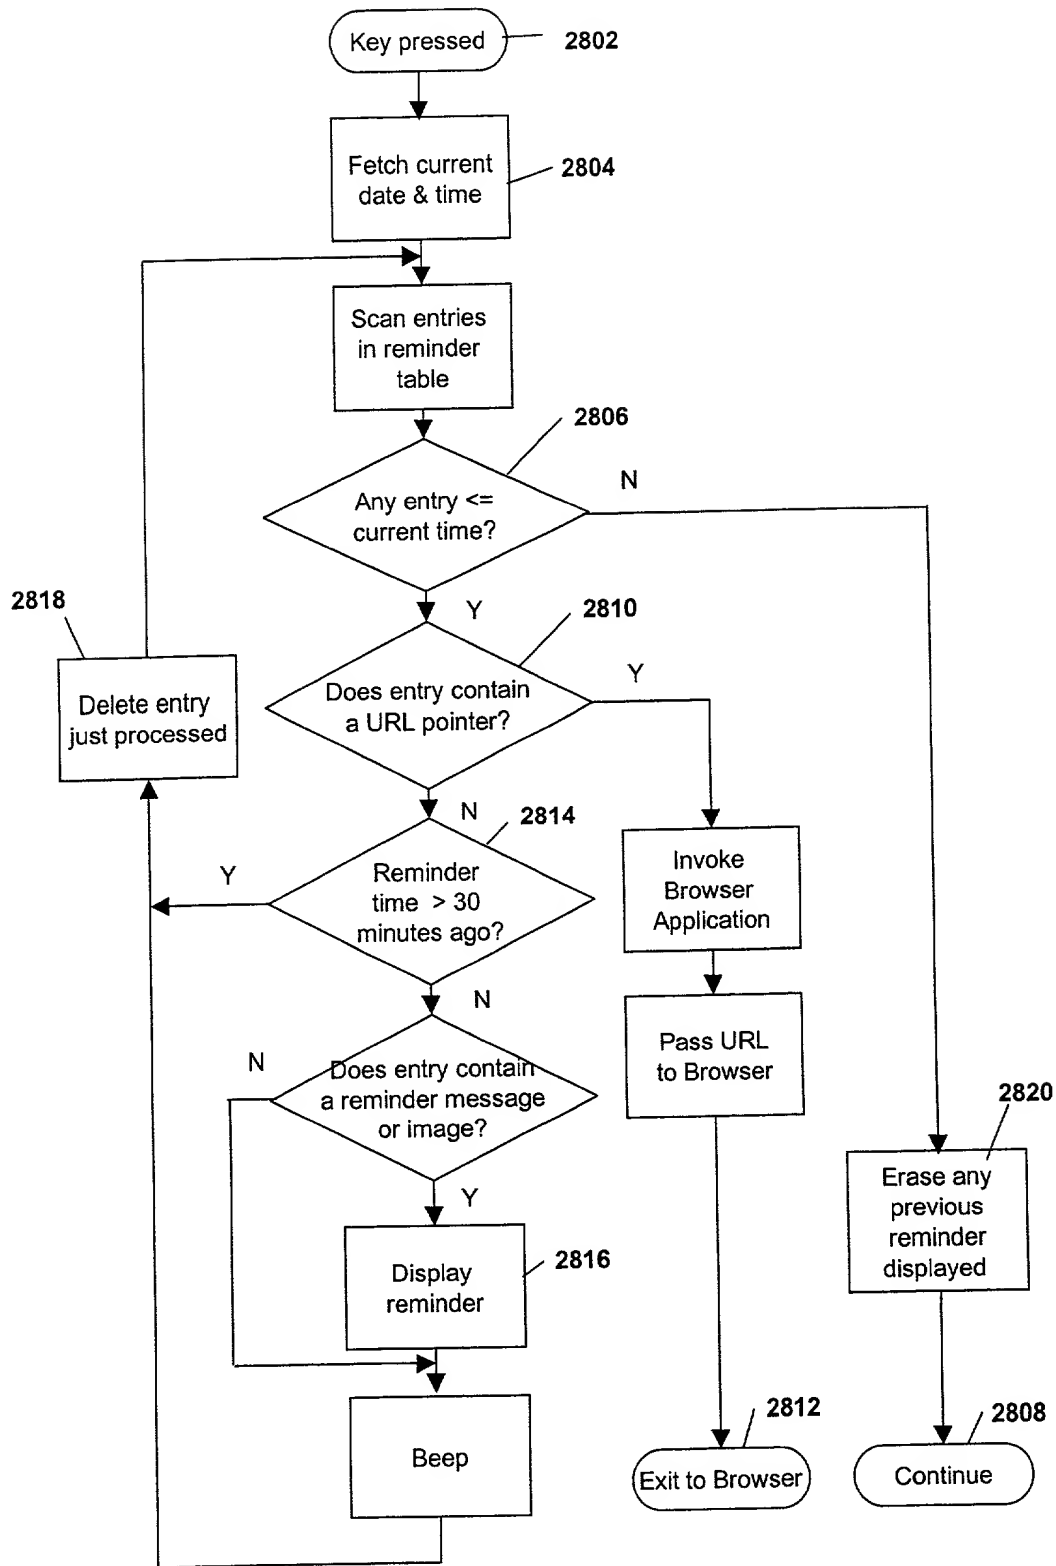 Key pressed
2802
Fetch current
date & time
2804
Scan entries
in reminder
table
2806
Any entry <=
current time?
N
Y
2810
2818
Delete entry
just processed
Does entry contain
a URL pointer?
Y
N
2814
Reminder
time > 30
minutes ago?
Y
N
Invoke
Browser
Application
Does entry contain
a reminder message
or image?
N
Y
Pass URL
to Browser
2820
Erase any
previous
reminder
displayed
Display
reminder
2816
Beep
2812
Exit to Browser
2808
Continue